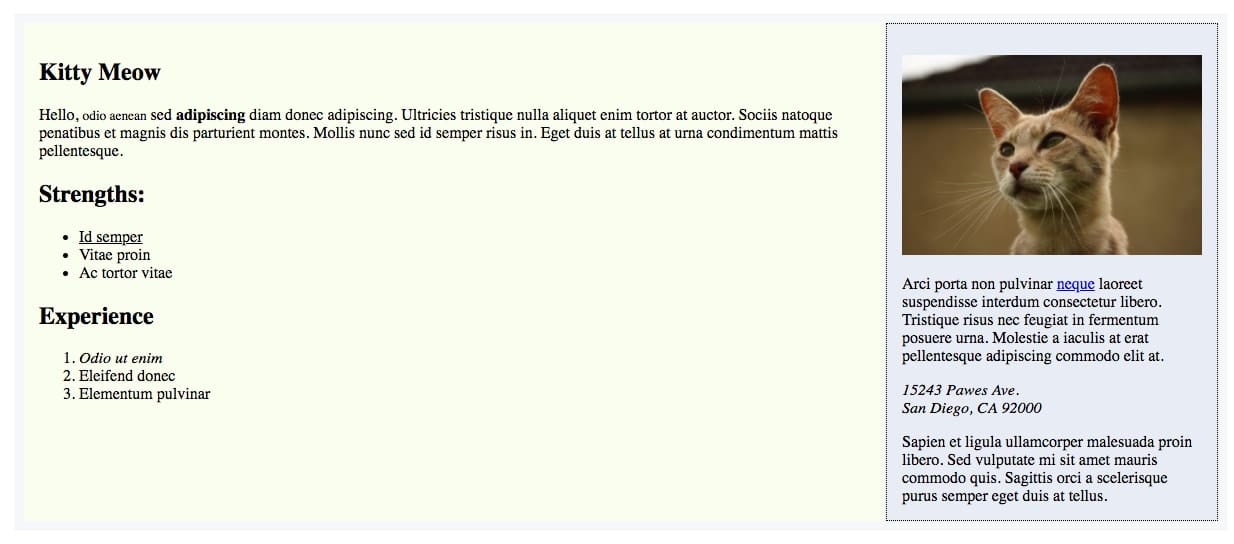 Kitty Meow
Hello, odio aenean sed adipiscing diam donec adipiscing. Ultricies tristique nulla aliquet enim tortor at auctor. Sociis natoque
penatibus et magnis dis parturient montes. Mollis nunc sed id semper risus in. Eget duis at tellus at urna condimentum mattis
pellentesque.
Strengths:
• Id semper
• Vitae proin
• Ac tortor vitae
Experience
1. Odio ut enim
2. Eleifend donec
3. Elementum pulvinar
Arci porta non pulvinar neque laoreet
suspendisse interdum consectetur libero.
Tristique risus nec feugiat in fermentum
posuere urna. Molestie a iaculis at erat
pellentesque adipiscing commodo elit at.
15243 Pawes Ave.
San Diego, CA 92000
Sapien et ligula ullamcorper malesuada proin
libero. Sed vulputate mi sit amet mauris
commodo quis. Sagittis orci a scelerisque
purus semper eget duis at tellus.